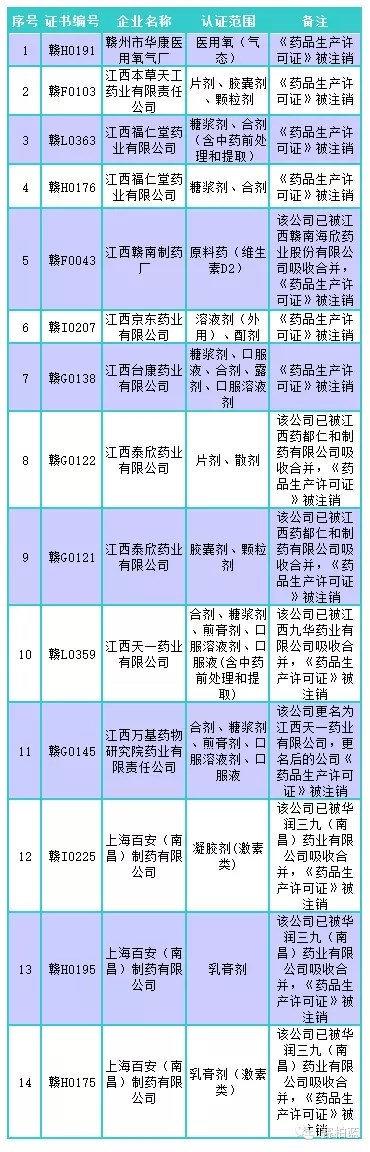 序号 证书编号 企业名称 认证范围 备注
1 赣H0191 赣州市华康医用氧气厂 医用氧（气态） 《药品生产许可证》被注销
2 赣F0103 江西本草天工药业有限责任公司 片剂、胶囊剂、颗粒剂 《药品生产许可证》被注销
3 赣L0363 江西福仁堂药业有限公司 糖浆剂、合剂（含中药前处理和提取） 《药品生产许可证》被注销
4 赣H0176 江西福仁堂药业有限公司 糖浆剂、合剂 《药品生产许可证》被注销
5 赣F0043 江西赣南制药厂 原料药（维生素D2） 该公司已被江西赣南海欣药业股份有限公司吸收合并，《药品生产许可证》被注销
6 赣I0207 江西京东药业有限公司 溶液剂（外用）、酊剂 《药品生产许可证》被注销
7 赣G0138 江西台康药业有限公司 糖浆剂、口服液、合剂、露剂、口服溶液剂 《药品生产许可证》被注销
8 赣G0122 江西泰欣药业有限公司 片剂、散剂 该公司已被江西药都仁和制药有限公司吸收合并，《药品生产许可证》被注销
9 赣G0121 江西泰欣药业有限公司 胶囊剂、颗粒剂 该公司已被江西药都仁和制药有限公司吸收合并，《药品生产许可证》被注销
10 赣L0359 江西天一药业有限公司 合剂、糖浆剂、煎膏剂、口服溶液剂、口服液(含中药前处理和提取) 该公司已被江西九华药业有限公司吸收合并，《药品生产许可证》被注销
11 赣G0145 江西万基药物研究院药业有限责任公司 合剂、糖浆剂、煎膏剂、口服溶液剂、口服液 该公司更名为江西天一药业有限公司，更名后的公司《药品生产许可证》被注销
12 赣I0225 上海百安（南昌）制药有限公司 凝胶剂(激素类) 该公司已被华润三九（南昌）药业有限公司吸收合并，《药品生产许可证》被注销
13 赣H0195 上海百安（南昌）制药有限公司 乳膏剂 该公司已被华润三九（南昌）药业有限公司吸收合并，《药品生产许可证》被注销
14 赣H0175 上海百安（南昌）制药有限公司 乳膏剂（激素类） 该公司已被华润三九（南昌）药业有限公司吸收合并，《药品生产许可证》被注销